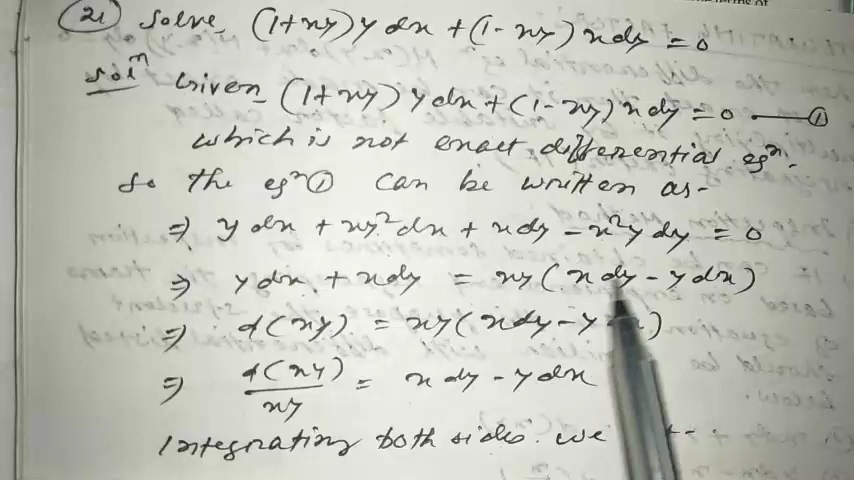 (21) Solve (1+xy)y dx + (1-xy) x dy = 0
Solⁿ Given (1+xy) y dx + (1-xy) x dy = 0 —— ①
which is not exact differential eqⁿ.
So the eqⁿ ① can be written as-
⇒ y dx + xy²dx + x dy - x²y dy = 0
⇒ y dx + x dy = xy (x dy - y dx)
⇒ d(xy) = xy (x dy - y
⇒ d(xy)/xy = x dy - y dx
Integrating both sides we